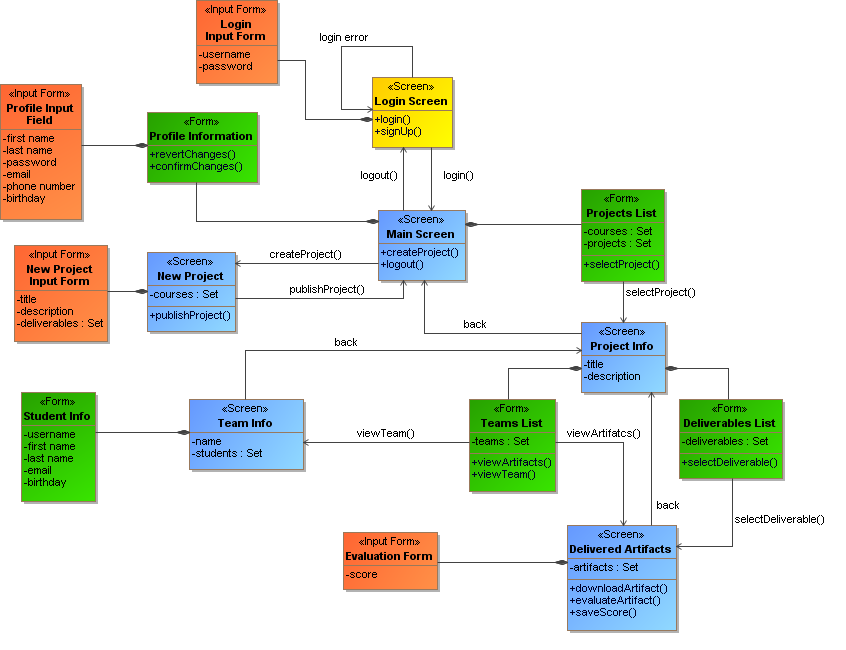 «Input Form»
Login
Input Form
-username
-password
login error
«Screen»
Login Screen
+login()
+signUp()
«Input Form»
Profile Input
Field
-first name
-last name
-password
-email
-phone number
-birthday
«Form»
Profile Information
+revertChanges()
+confirmChanges()
logout()
login()
«Screen»
Main Screen
+createProject()
+logout()
«Form»
Projects List
-courses : Set
-projects : Set
+selectProject()
«Input Form»
New Project
Input Form
-title
-description
-deliverables : Set
«Screen»
New Project
-courses : Set
+publishProject()
createProject()
publishProject()
selectProject()
back
«Screen»
Project Info
-title
-description
back
«Form»
Student Info
-username
-first name
-last name
-email
-birthday
«Screen»
Team Info
-name
-students : Set
viewTeam()
«Form»
Teams List
-teams : Set
+viewArtifacts()
+viewTeam()
viewArtifatcs()
«Form»
Deliverables List
-deliverables : Set
+selectDeliverable()
back
selectDeliverable()
«Input Form»
Evaluation Form
-score
«Screen»
Delivered Artifacts
-artifacts : Set
+downloadArtifact()
+evaluateArtifact()
+saveScore()